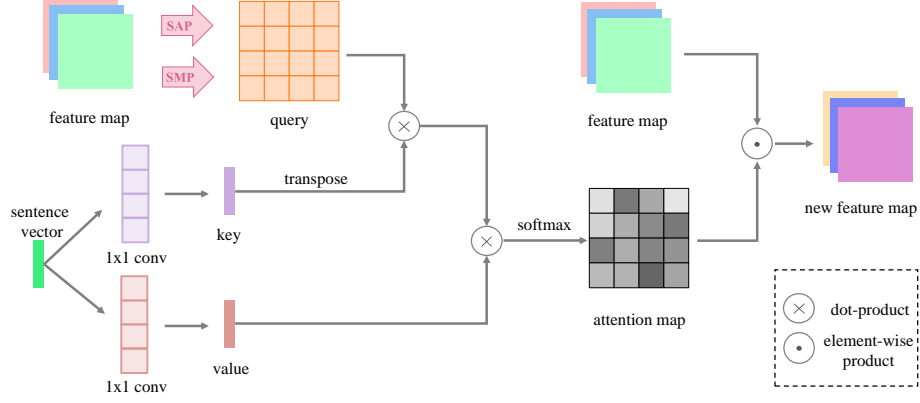 SAP
SMP
feature map
query
feature map
new feature map
sentence
vector
1x1 conv
key
transpose
softmax
attention map
1x1 conv
value
dot-product
element-wise
product